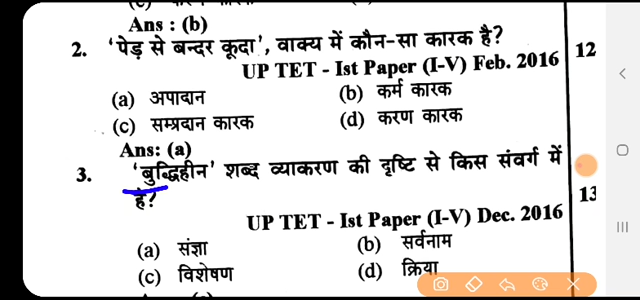 Ans : (b)
2. 'पेड़ से बन्दर कूदा', वाक्य में कौन-सा कारक है?
UP TET - Ist Paper (I-V) Feb. 2016
12
(a) अपादान (b) कर्म कारक
(c) सम्प्रदान कारक (d) करण कारक
Ans: (a)
3. 'बुद्धिहीन' शब्द व्याकरण की दृष्टि से किस संवर्ग में
है?
13
UP TET - Ist Paper (I-V) Dec. 2016
(a) संज्ञा (b) सर्वनाम
(c) विशेषण (d) क्रिया